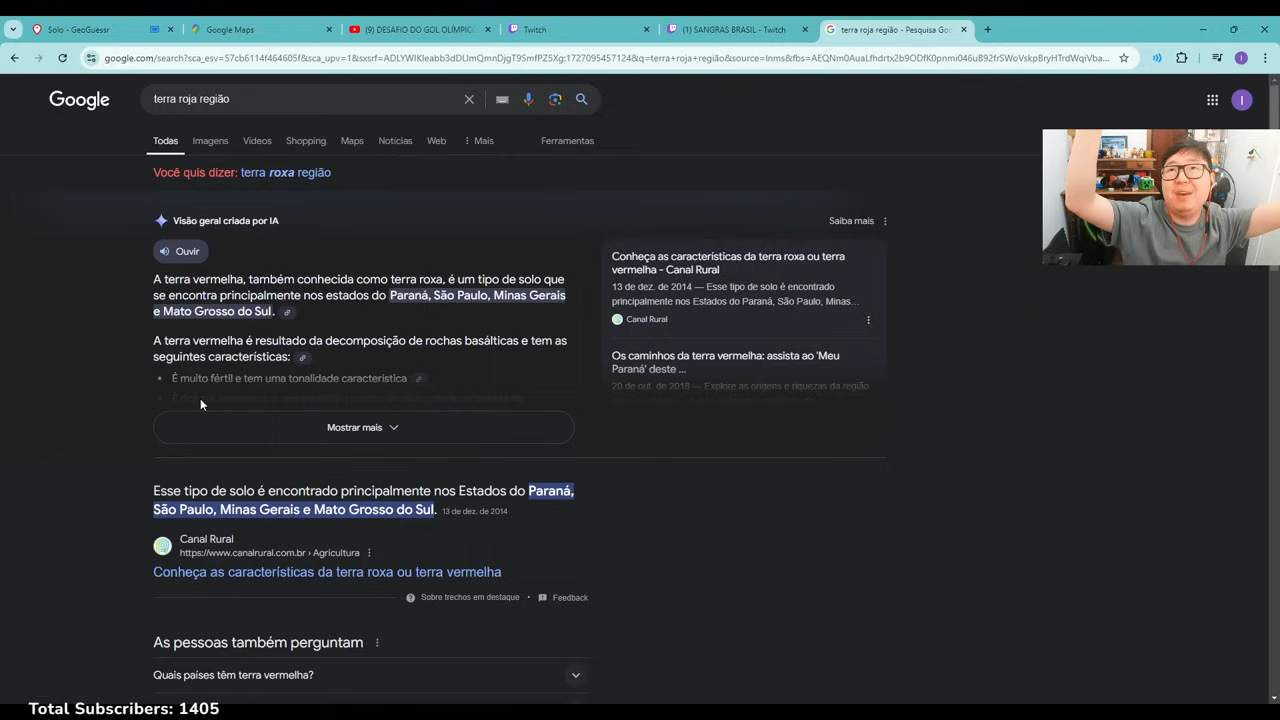 Solo - GeoGuessr
Google Maps
(9) DESAFIO DO GOL OLÍMPICO
Twitch
(1) SANGRAS BRASIL - Twitch
terra roja região - Pesquisa Goo
google.com/search?sca_esv=57cb6114f464605f&sca_upv=1&sxsrf=ADLYWIKleabb3dDLImQmnDjgT9SmfPZ5Xg:1727095457124&q=terra+roja+região&source=lnms&fbs=
Google
terra roja região
Todas
Imagens
Vídeos
Shopping
Maps
Notícias
Web
Mais
Ferramentas
Você quis dizer: terra roxa região
Visão geral criada por IA
Saiba mais
Ouvir
A terra vermelha, também conhecida como terra roxa, é um tipo de solo que
se encontra principalmente nos estados do Paraná, São Paulo, Minas Gerais
e Mato Grosso do Sul.
A terra vermelha é resultado da decomposição de rochas basálticas e tem as
seguintes características:
• É muito fértil e tem uma tonalidade característica
Mostrar mais
Conheça as características da terra roxa ou terra
vermelha - Canal Rural
13 de dez. de 2014 — Esse tipo de solo é encontrado
principalmente nos Estados do Paraná, São Paulo, Minas...
Canal Rural
Os caminhos da terra vermelha: assista ao 'Meu
Paraná' deste ...
20 de out. de 2018 — Explore as origens e riquezas da região
Esse tipo de solo é encontrado principalmente nos Estados do Paraná,
São Paulo, Minas Gerais e Mato Grosso do Sul. 13 de dez. de 2014
Canal Rural
https://www.canalrural.com.br › Agricultura
Conheça as características da terra roxa ou terra vermelha
Sobre trechos em destaque • Feedback
As pessoas também perguntam
Quais países têm terra vermelha?
Total Subscribers: 1405